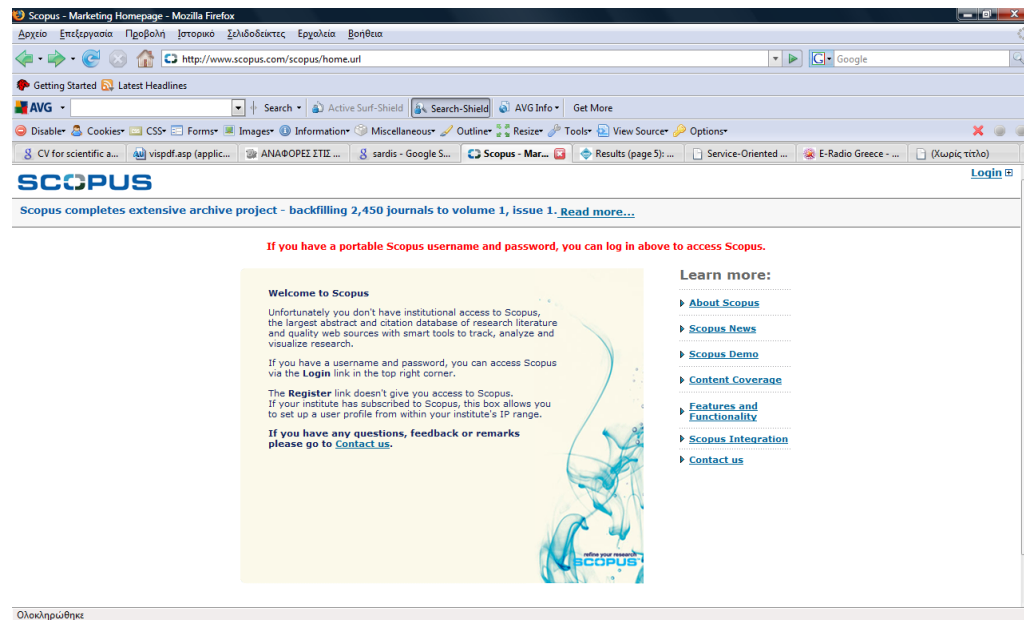 Scopus - Marketing Homepage - Mozilla Firefox
Αρχείο Επεξεργασία Προβολή Ιστορικό Σελιδοδείκτες Εργαλεία Βοήθεια
http://www.scopus.com/scopus/home.url Google
Getting Started Latest Headlines
AVG Search Active Surf-Shield Search-Shield AVG Info Get More
Disable Cookies CSS Forms Images Information Miscellaneous Outline Resize Tools View Source Options
CV for scientific a... vispdf.asp (applic... ΑΝΑΦΟΡΕΣ ΣΤΙΣ ... sardis - Google S... Scopus - Mar... Results (page 5): ... Service-Oriented ... E-Radio Greece - ... (Χωρίς τίτλο)
SCOPUS
Login
Scopus completes extensive archive project - backfilling 2,450 journals to volume 1, issue 1. Read more...
If you have a portable Scopus username and password, you can log in above to access Scopus.
Welcome to Scopus
Unfortunately you don't have institutional access to Scopus,
the largest abstract and citation database of research literature
and quality web sources with smart tools to track, analyze and
visualize research.
If you have a username and password, you can access Scopus
via the Login link in the top right corner.
The Register link doesn't give you access to Scopus.
If your institute has subscribed to Scopus, this box allows you
to set up a user profile from within your institute's IP range.
If you have any questions, feedback or remarks
please go to Contact us.
refine your research
SCOPUS
Learn more:
About Scopus
Scopus News
Scopus Demo
Content Coverage
Features and
Functionality
Scopus Integration
Contact us
Ολοκληρώθηκε